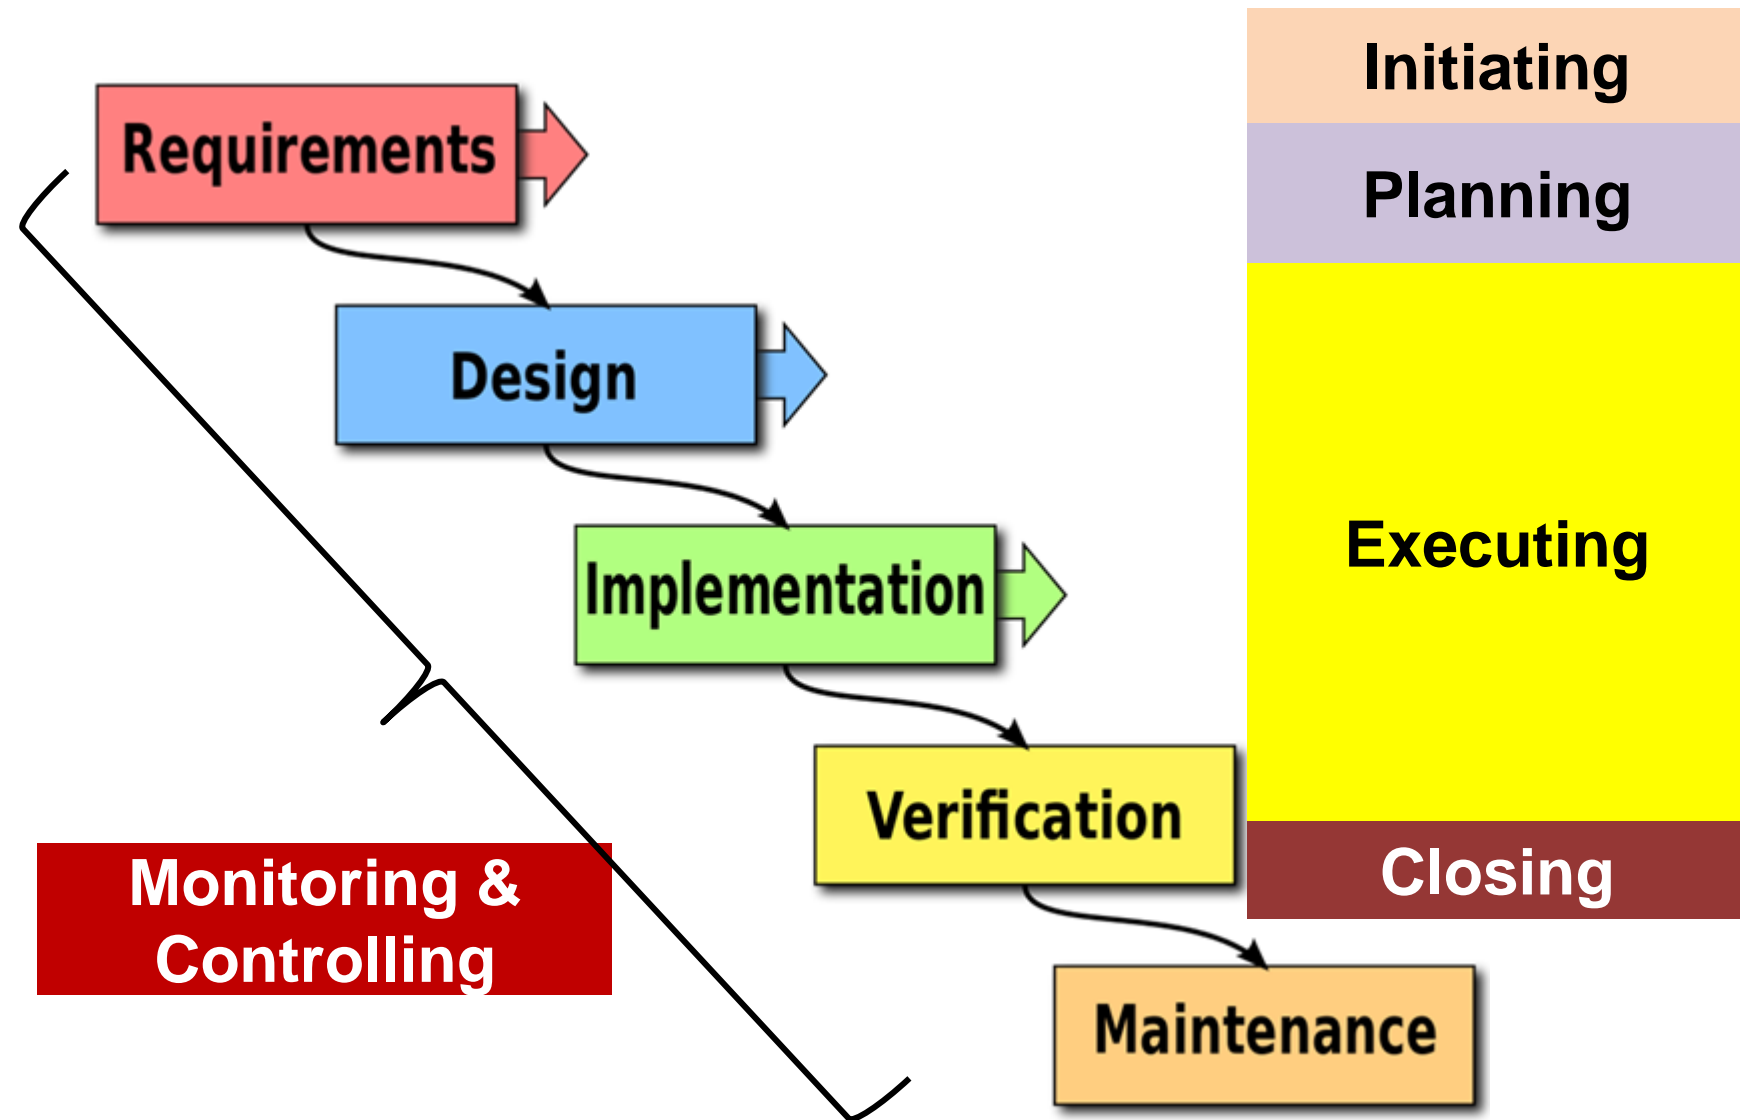 Initiating
Requirements
Planning
Design
Executing
Implementation
Verification
Closing
Monitoring &
Controlling
Maintenance